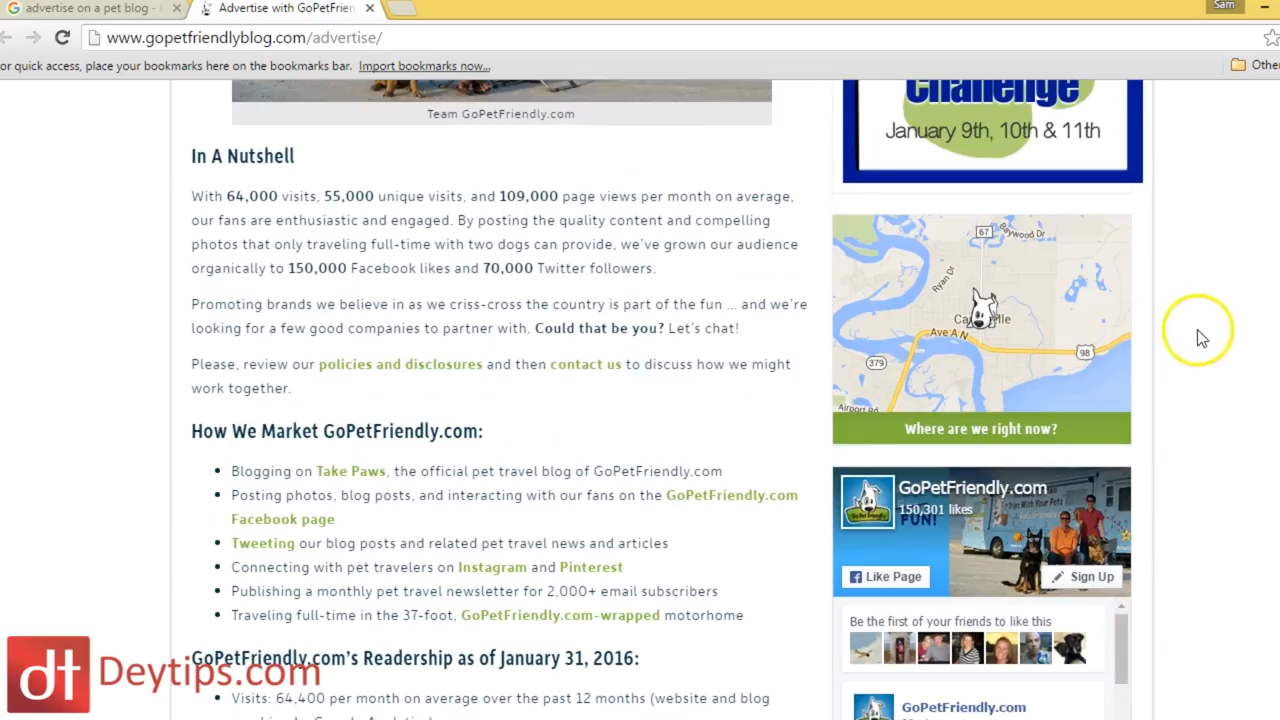 advertise on a pet blog -
Advertise with GoPetFrien
Sam
www.gopetfriendlyblog.com/advertise/
or quick access, place your bookmarks here on the bookmarks bar. Import bookmarks now...
Other
Team GoPetFriendly.com
In A Nutshell
With 64,000 visits, 55,000 unique visits, and 109,000 page views per month on average,
our fans are enthusiastic and engaged. By posting the quality content and compelling
photos that only traveling full-time with two dogs can provide, we've grown our audience
organically to 150,000 Facebook likes and 70,000 Twitter followers.
Promoting brands we believe in as we criss-cross the country is part of the fun ... and we're
looking for a few good companies to partner with. Could that be you? Let's chat!
Please, review our policies and disclosures and then contact us to discuss how we might
work together.
How We Market GoPetFriendly.com:
• Blogging on Take Paws, the official pet travel blog of GoPetFriendly.com
• Posting photos, blog posts, and interacting with our fans on the GoPetFriendly.com
Facebook page
• Tweeting our blog posts and related pet travel news and articles
• Connecting with pet travelers on Instagram and Pinterest
• Publishing a monthly pet travel newsletter for 2,000+ email subscribers
• Traveling full-time in the 37-foot, GoPetFriendly.com-wrapped motorhome
GoPetFriendly.com's Readership as of January 31, 2016:
• Visits: 64,400 per month on average over the past 12 months (website and blog
Challenge
January 9th, 10th & 11th
67
Baywood Dr
Ryan Dr
Ave A N
98
379
Airport Rd
Where are we right now?
GoPetFriendly.com
150,301 likes
FUN!
Like Page
Sign Up
Be the first of your friends to like this
GoPetFriendly.com
dt Deytips.com